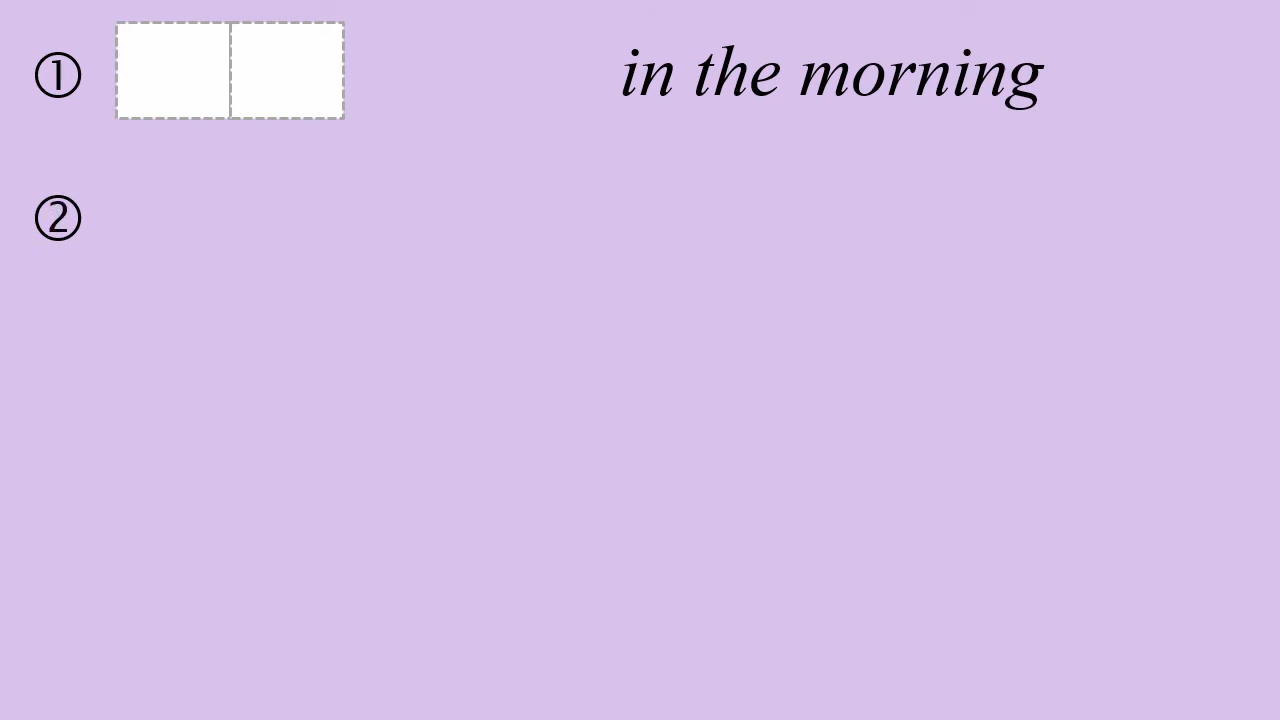 ① in the morning
②